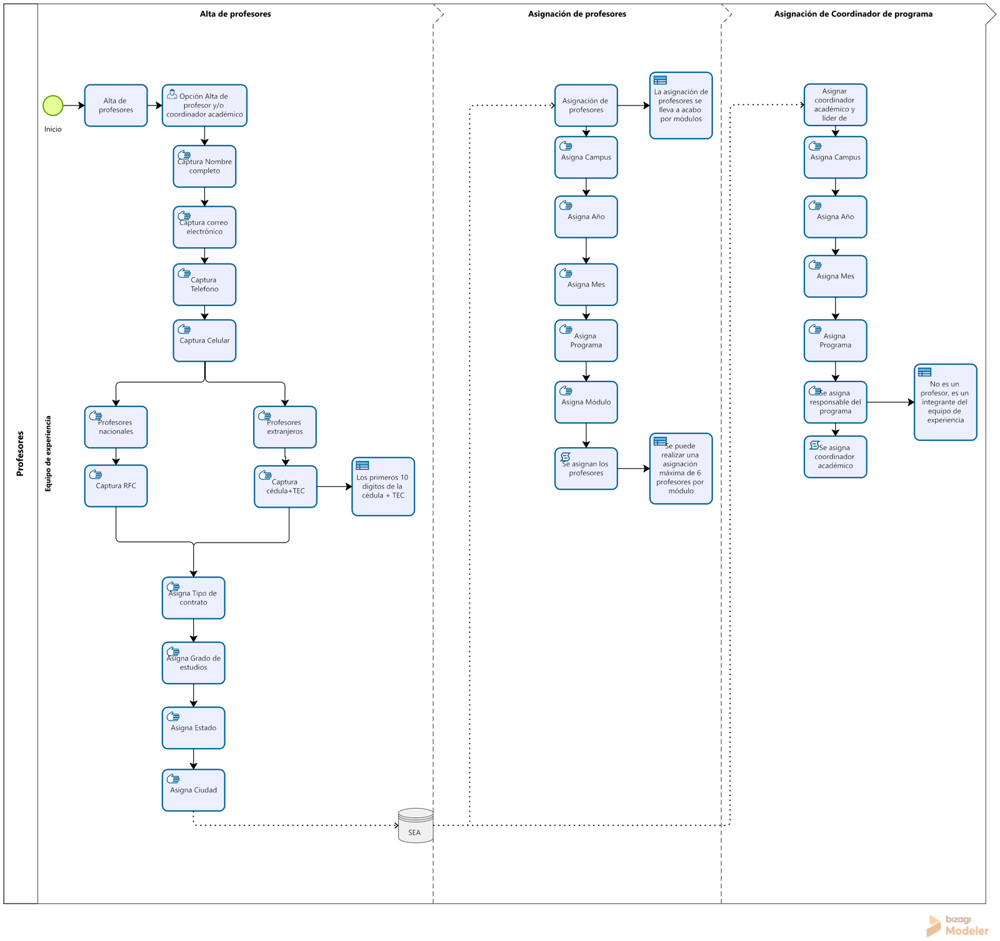 Profesores
Equipo de experiencia
Alta de profesores
Inicio
Alta de
profesores
Opción Alta de
profesor y/o
coordinador académico
Captura Nombre
completo
Captura correo
electrónico
Captura
Telefono
Captura Celular
Profesores
nacionales
Profesores
extranjeros
Captura RFC
Captura
cédula+TEC
Los primeros 10
dígitos de la
cédula + TEC
Asigna Tipo de
contrato
Asigna Grado de
estudios
Asigna Estado
Asigna Ciudad
SEA
Asignación de profesores
Asignación de
profesores
La asignación de
profesores se
lleva a acabo
por módulos
Asigna Campus
Asigna Año
Asigna Mes
Asigna
Programa
Asigna Módulo
Se asignan los
profesores
Se puede
realizar una
asignación
máxima de 6
profesores por
módulo
Asignación de Coordinador de programa
Asignar
coordinador
académico y
líder de
Asigna Campus
Asigna Año
Asigna Mes
Asigna
Programa
Se asigna
responsable del
programa
No es un
profesor, es un
integrante del
equipo de
experiencia
Se asigna
coordinador
académico
bizagi
Modeler